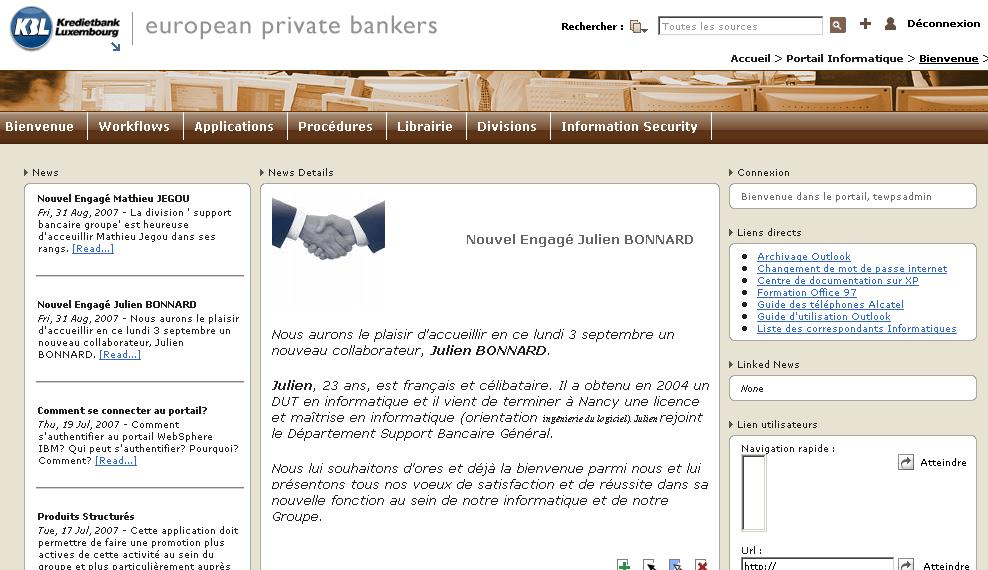 KBL Kredietbank
Luxembourg
european private bankers
Rechercher :
Toutes les sources
Déconnexion
Accueil > Portail Informatique > Bienvenue >
Bienvenue
Workflows
Applications
Procédures
Librairie
Divisions
Information Security
News
Nouvel Engagé Mathieu JEGOU
Fri, 31 Aug, 2007 - La division ' support
bancaire groupe' est heureuse
d'acceuillir Mathieu Jegou dans ses
rangs. [Read...]
Nouvel Engagé Julien BONNARD
Fri, 31 Aug, 2007 - Nous aurons le plaisir
d'accueillir en ce lundi 3 septembre un
nouveau collaborateur, Julien
BONNARD. [Read...]
Comment se connecter au portail?
Thu, 19 Jul, 2007 - Comment
s'authentifier au portail WebSphere
IBM? Qui peut s'authentifier? Pourquoi?
Comment? [Read...]
Produits Structurés
Tue, 17 Jul, 2007 - Cette application doit
permettre de faire une promotion plus
actives de cette activité au sein du
groupe et plus particulièrement auprès
News Details
Nouvel Engagé Julien BONNARD
Nous aurons le plaisir d'accueillir en ce lundi 3 septembre un
nouveau collaborateur, Julien BONNARD.
Julien, 23 ans, est français et célibataire. Il a obtenu en 2004 un
DUT en informatique et il vient de terminer à Nancy une licence
et maîtrise en informatique (orientation ingénierie du logiciel). Julien rejoint
le Département Support Bancaire Général.
Nous lui souhaitons d'ores et déjà la bienvenue parmi nous et lui
présentons tous nos voeux de satisfaction et de réussite dans sa
nouvelle fonction au sein de notre informatique et de notre
Groupe.
Connexion
Bienvenue dans le portail, tewpsadmin
Liens directs
Archivage Outlook
Changement de mot de passe internet
Centre de documentation sur XP
Formation Office 97
Guide des téléphones Alcatel
Guide d'utilisation Outlook
Liste des correspondants Informatiques
Linked News
None
Lien utilisateurs
Navigation rapide :
Atteindre
Url :
http://
Atteindre